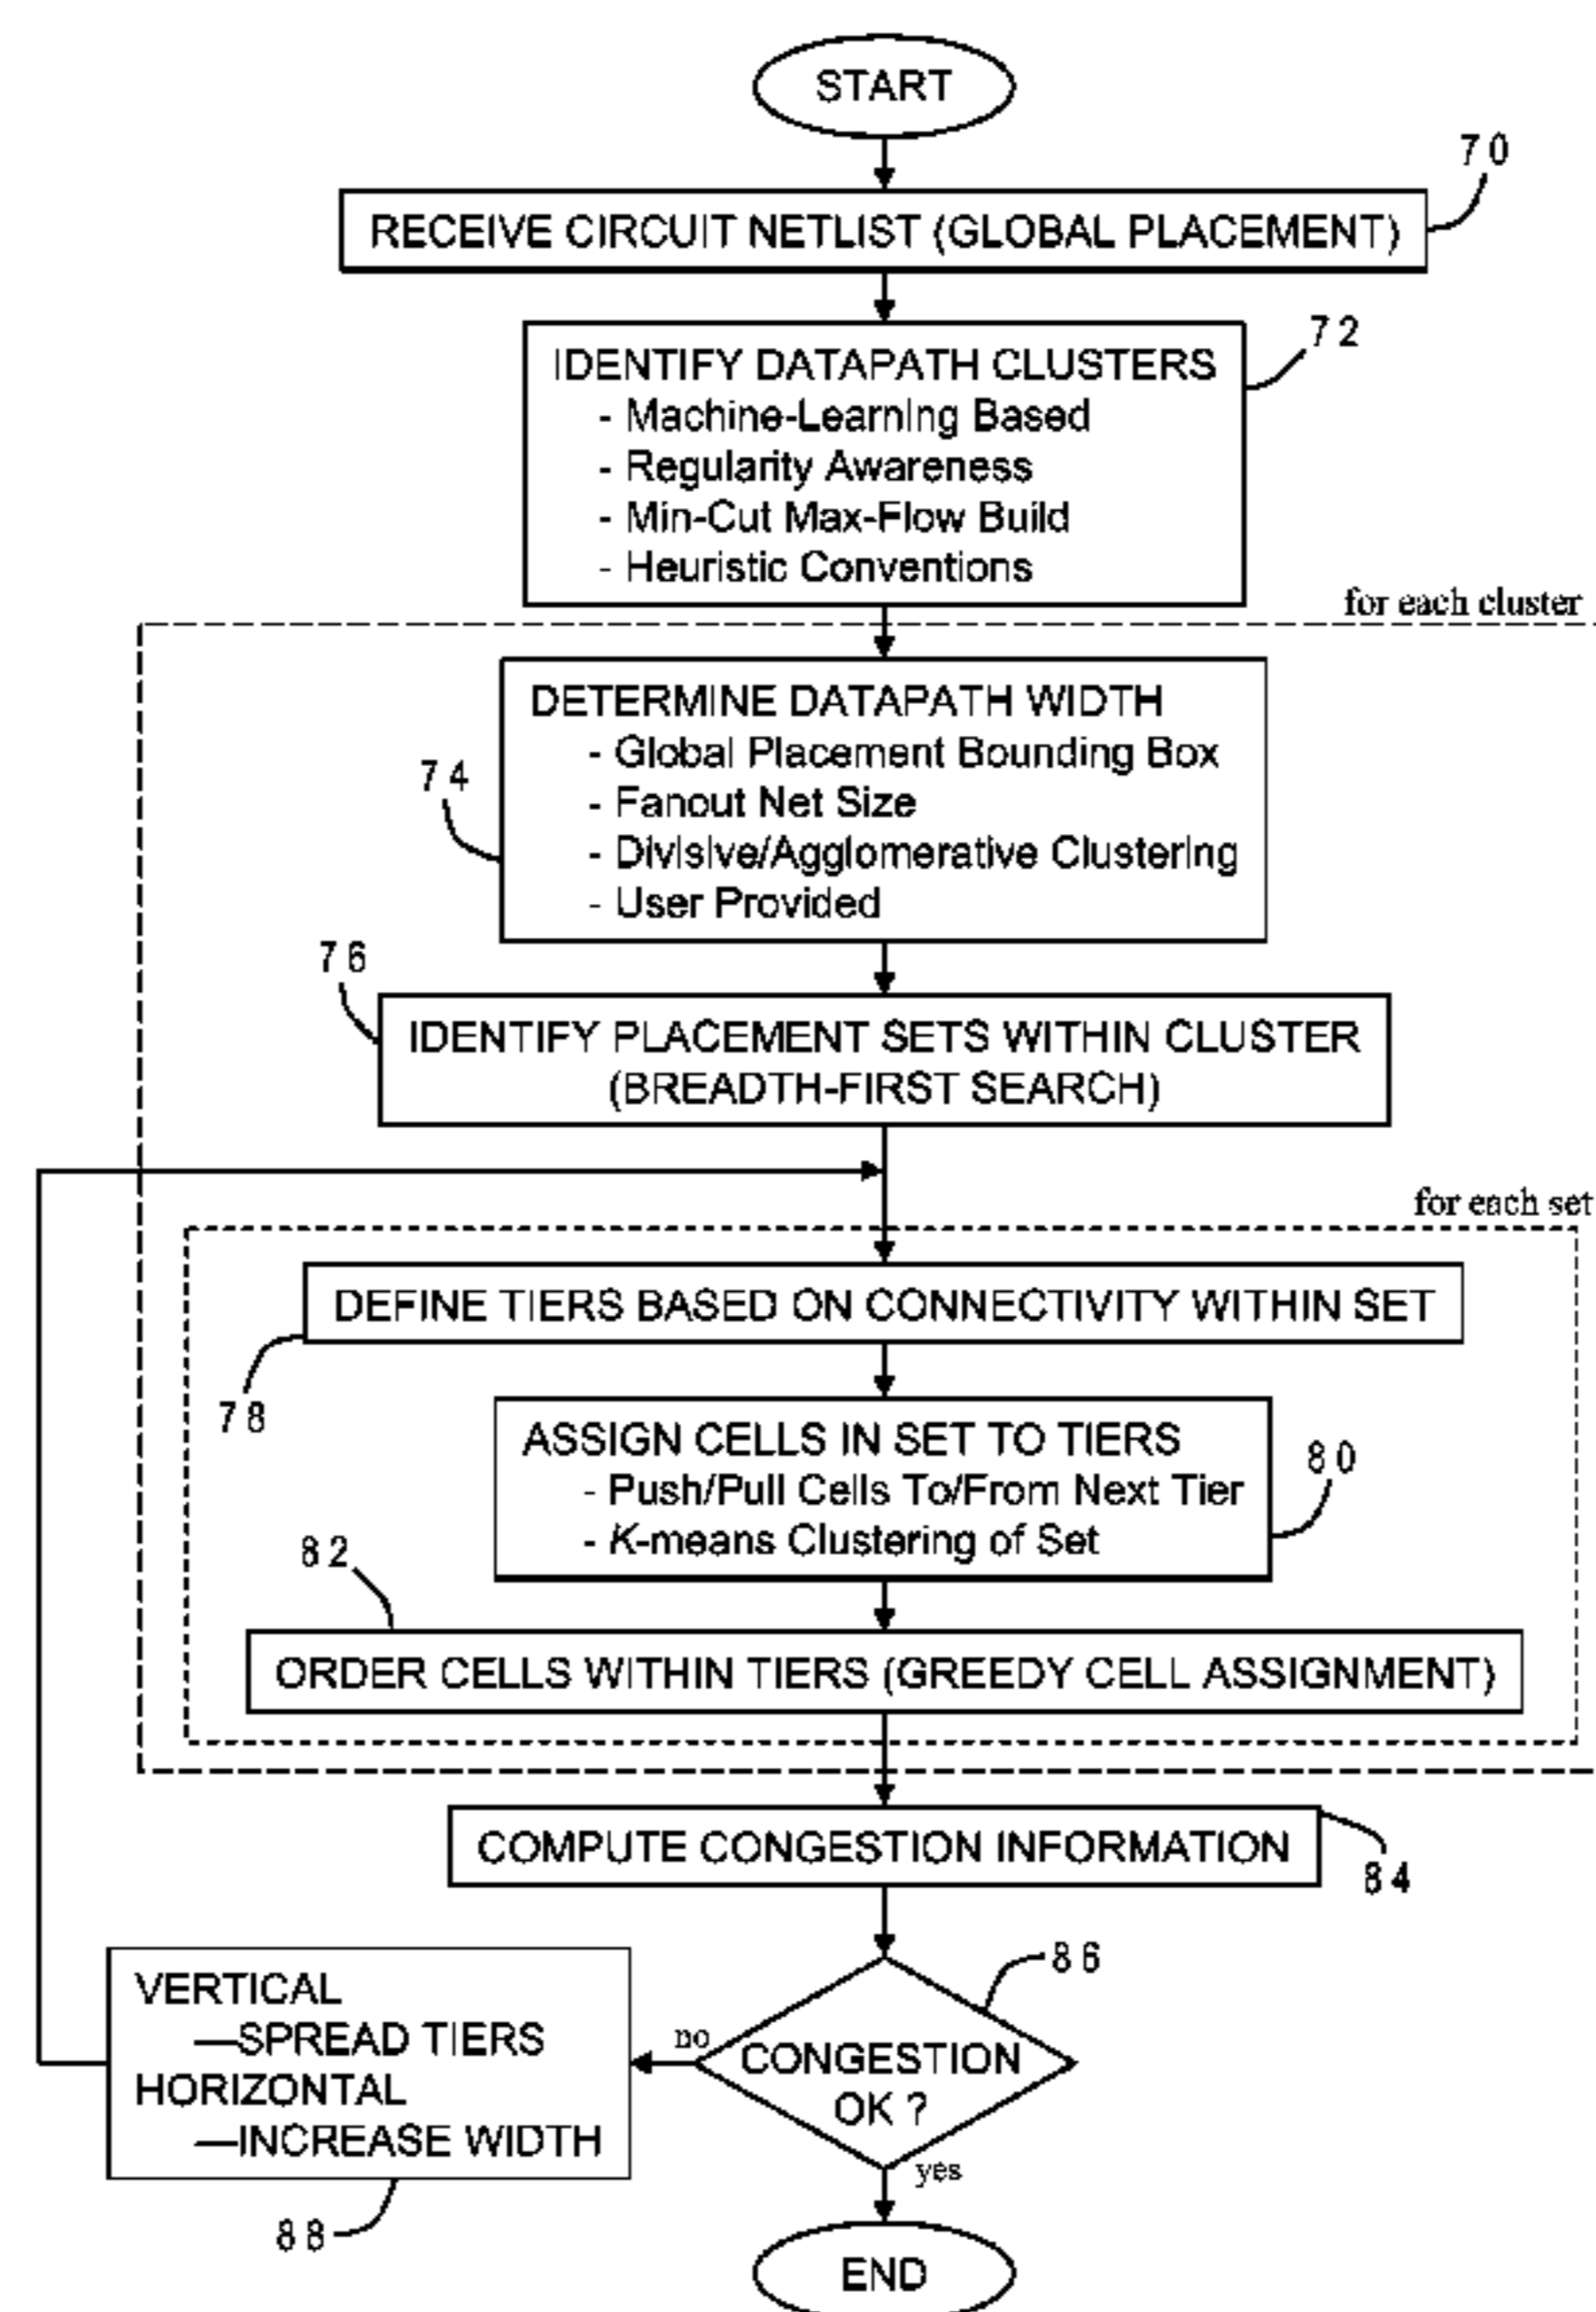 START
70
RECEIVE CIRCUIT NETLIST (GLOBAL PLACEMENT)
72
IDENTIFY DATAPATH CLUSTERS
- Machine-Learning Based
- Regularity Awareness
- Min-Cut Max-Flow Build
- Heuristic Conventions
for each cluster
DETERMINE DATAPATH WIDTH
- Global Placement Bounding Box
- Fanout Net Size
- Divisive/Agglomerative Clustering
- User Provided
74
76
IDENTIFY PLACEMENT SETS WITHIN CLUSTER
(BREADTH-FIRST SEARCH)
for each set
DEFINE TIERS BASED ON CONNECTIVITY WITHIN SET
78
ASSIGN CELLS IN SET TO TIERS
- Push/Pull Cells To/From Next Tier
- K-means Clustering of Set
80
82
ORDER CELLS WITHIN TIERS (GREEDY CELL ASSIGNMENT)
COMPUTE CONGESTION INFORMATION
84
86
CONGESTION
OK ?
no
yes
VERTICAL
—SPREAD TIERS
HORIZONTAL
—INCREASE WIDTH
88
END